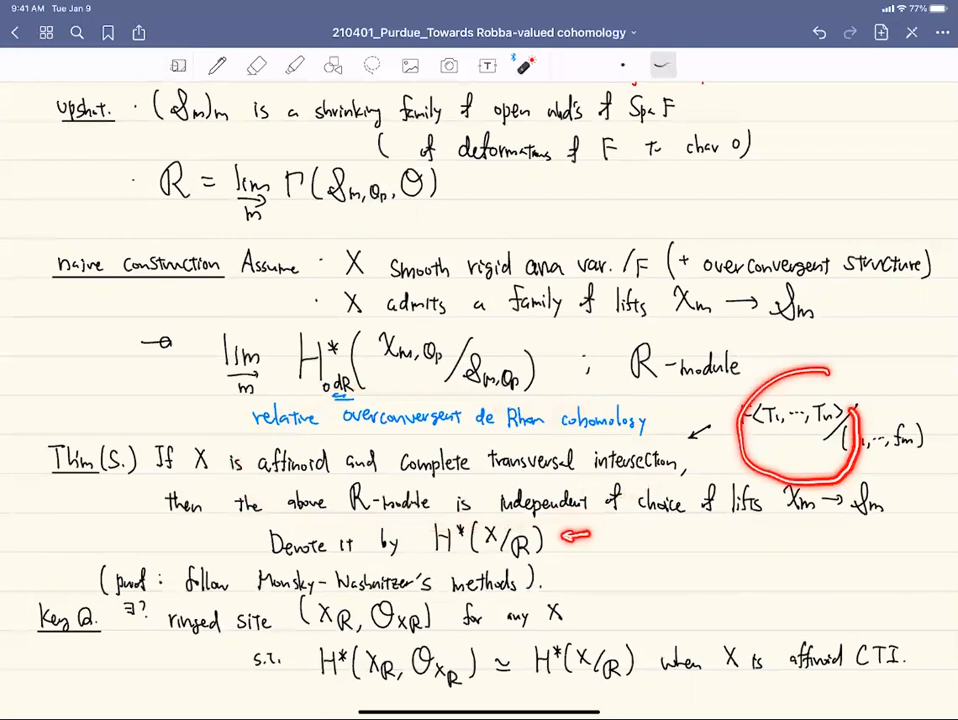 9:41 AM Tue Jan 9
77%
210401_Purdue_Towards Robba-valued cohomology
upshot. · (𝒮m)m is a shrinking family of open nbd's of Spa F
( of deformations of F to char 0)
· ℛ = lim→m Γ(𝒮m,Qp, 𝒪)
naive construction Assume · X smooth rigid ana var. /F (+ overconvergent structure)
· X admits a family of lifts 𝒳m → 𝒮m
→ lim→m H*odR(𝒳m,Qp/𝒮m,Qp) ; ℛ-module
relative overconvergent de Rham cohomology
<T1, ..., Tn>/( , ..., fm)
Thm(S.) If X is affinoid and complete transversal intersection,
then the above ℛ-module is independent of choice of lifts 𝒳m → 𝒮m
Denote it by H*(X/ℛ)
(proof : follow Monsky-Washnitzer's methods).
Key Q. ∃? ringed site (Xℛ, 𝒪Xℛ) for any X
s.t. H*(Xℛ, 𝒪Xℛ) ≃ H*(X/ℛ) when X is affinoid CTI.